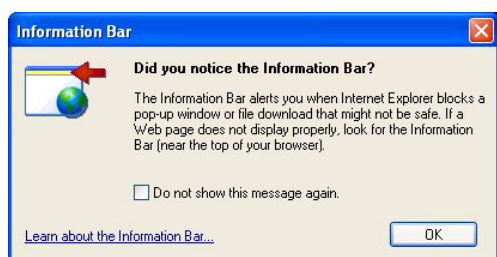 Information Bar
Did you notice the Information Bar?
The Information Bar alerts you when Internet Explorer blocks a
pop-up window or file download that might not be safe. If a
Web page does not display properly, look for the Information
Bar (near the top of your browser).
Do not show this message again.
Learn about the Information Bar...
OK